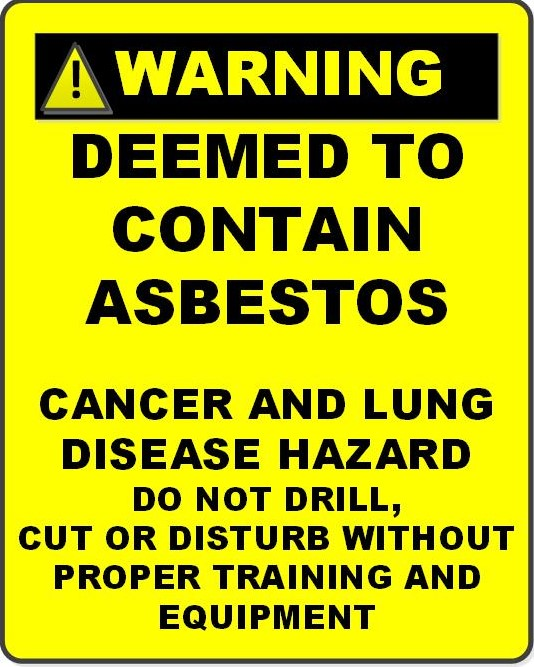 WARNING
DEEMED TO
CONTAIN
ASBESTOS
CANCER AND LUNG
DISEASE HAZARD
DO NOT DRILL,
CUT OR DISTURB WITHOUT
PROPER TRAINING AND
EQUIPMENT